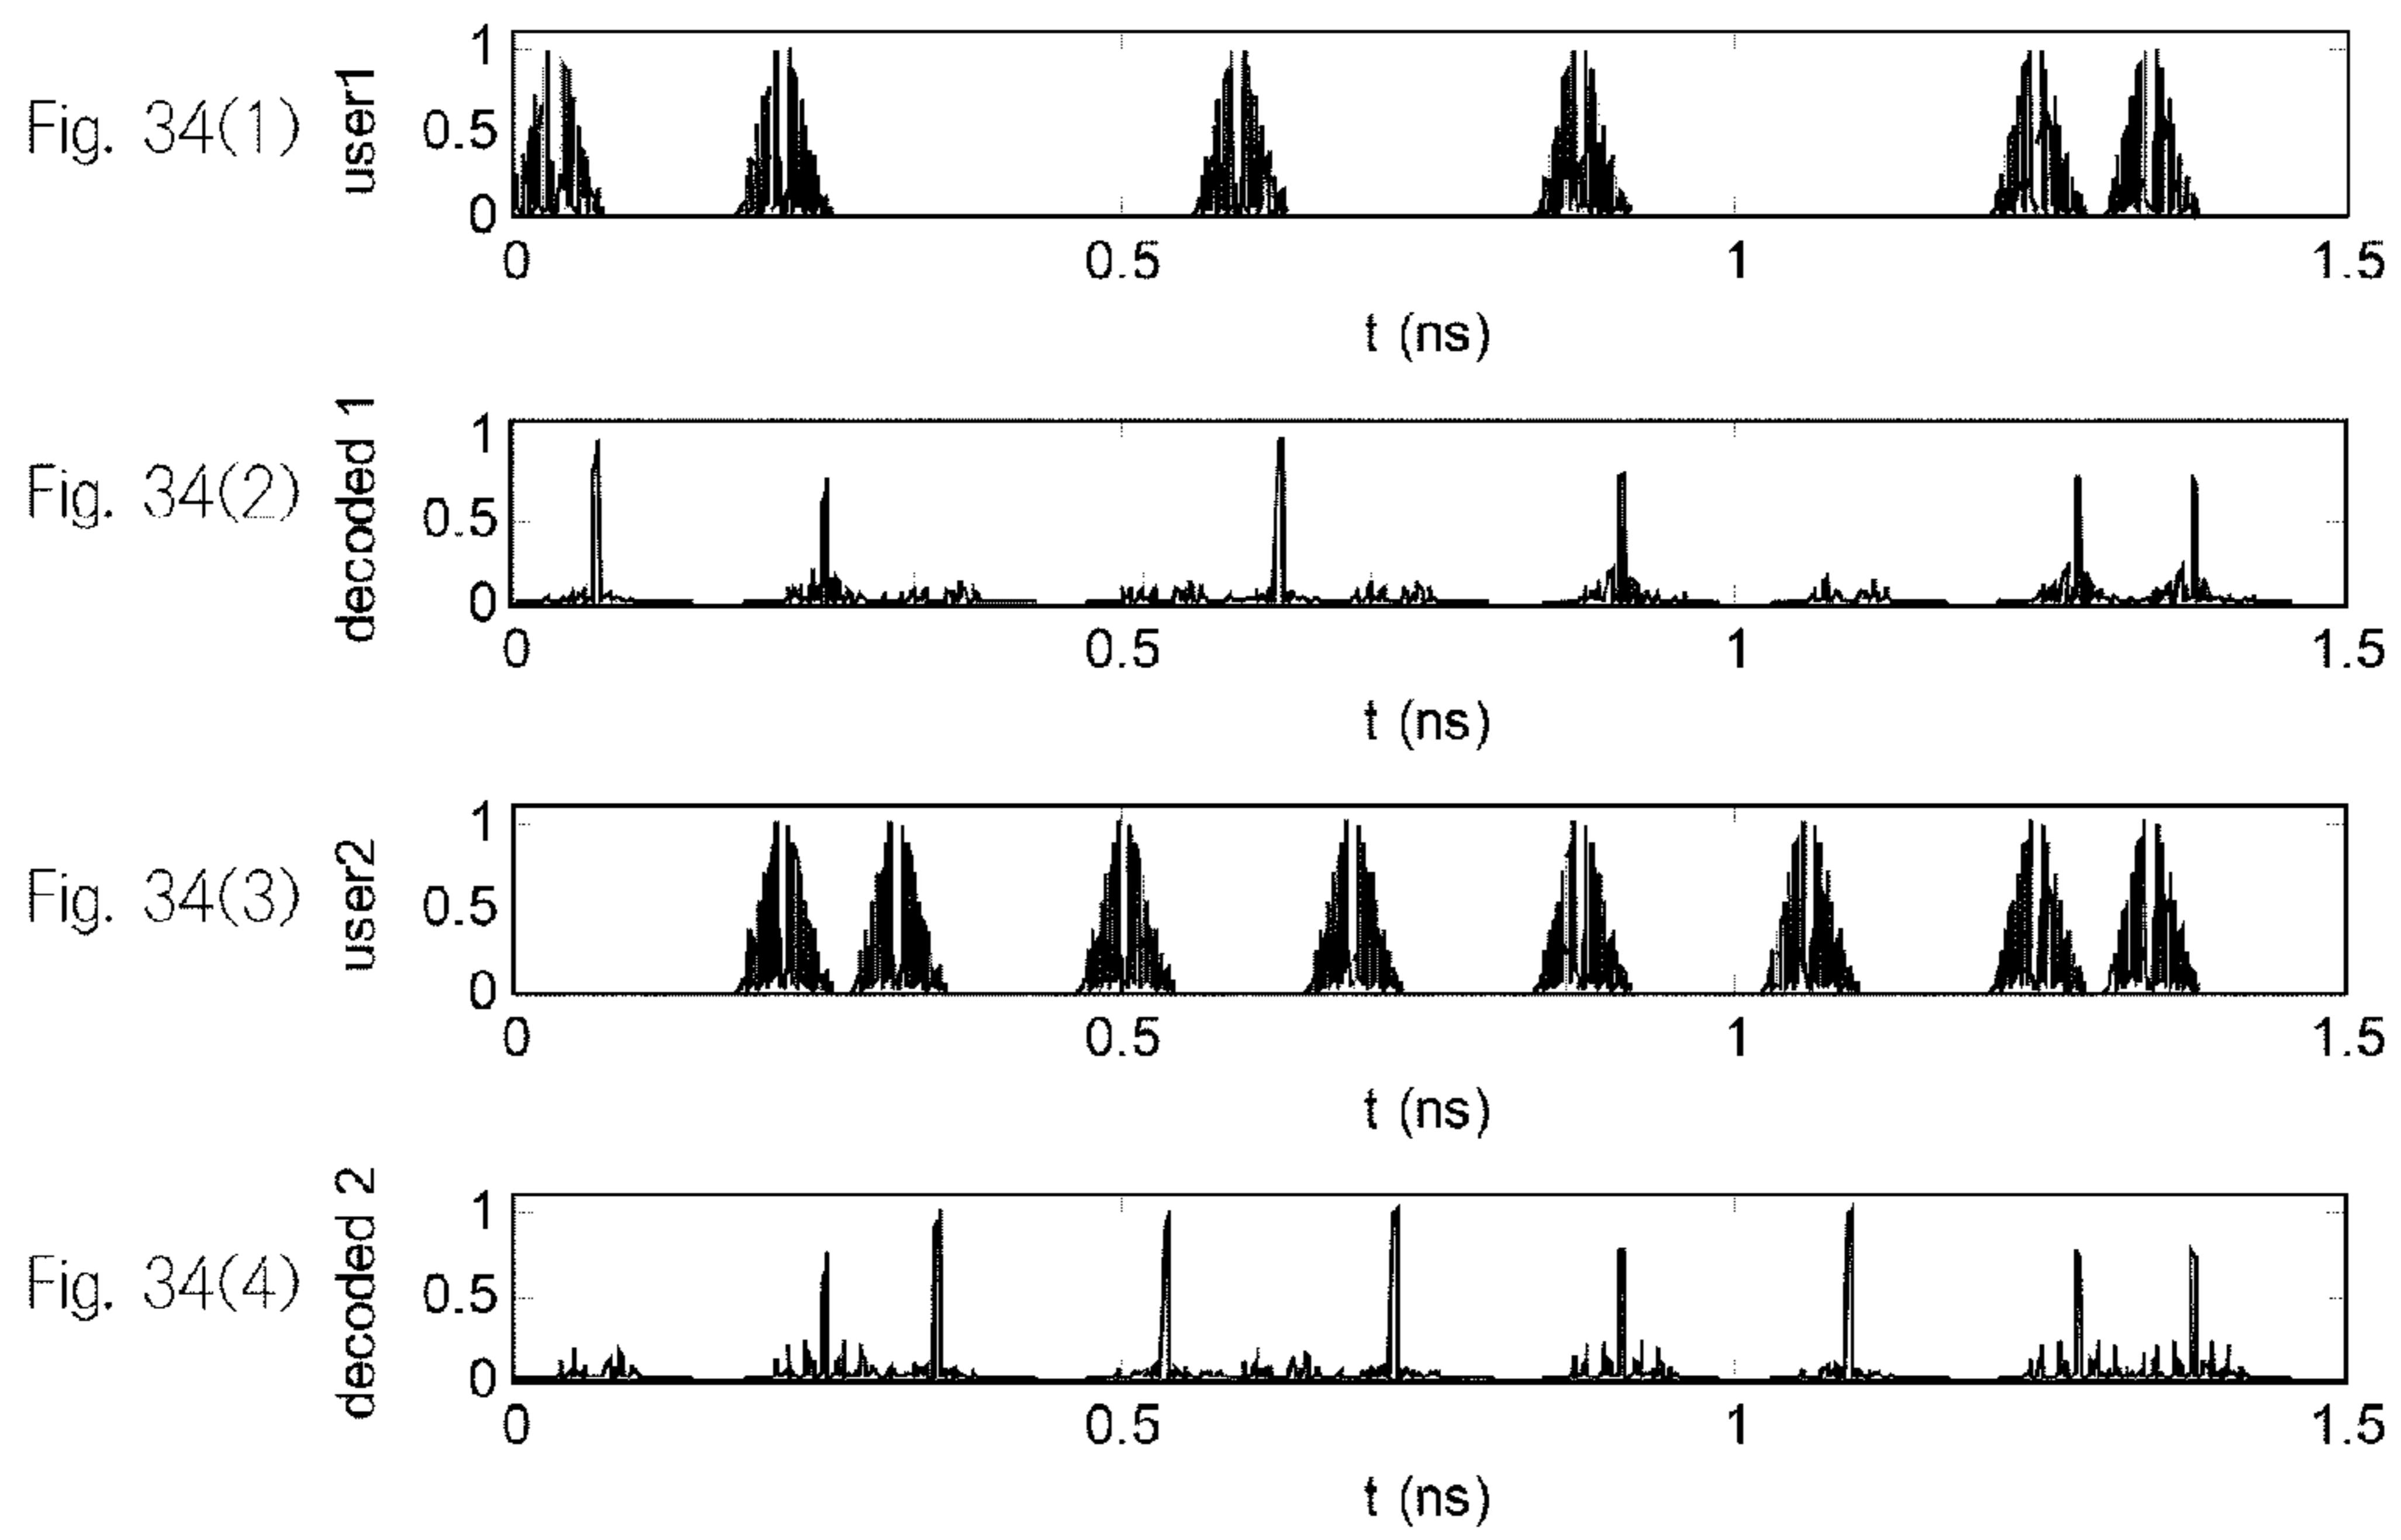 Fig. 34(1)
user1
1
0.5
0
0 0.5 1 1.5
t (ns)
Fig. 34(2)
decoded 1
1
0.5
0
0 0.5 1 1.5
t (ns)
Fig. 34(3)
user2
1
0.5
0
0 0.5 1 1.5
t (ns)
Fig. 34(4)
decoded 2
1
0.5
0
0 0.5 1 1.5
t (ns)